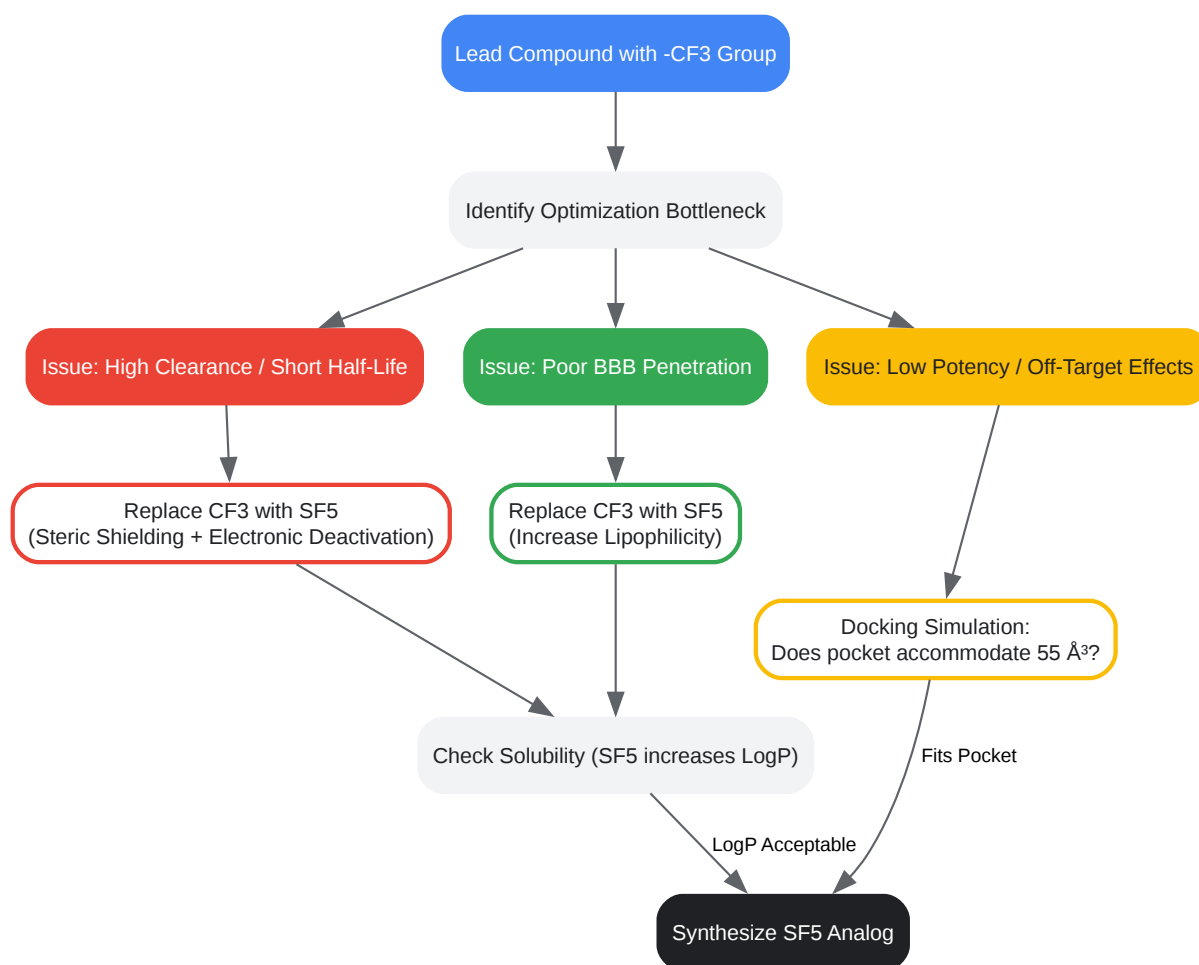 Lead Compound with -CF3 Group
Identify Optimization Bottleneck
Issue: High Clearance / Short Half-Life
Issue: Poor BBB Penetration
Issue: Low Potency / Off-Target Effects
Replace CF3 with SF5
(Steric Shielding + Electronic Deactivation)
Replace CF3 with SF5
(Increase Lipophilicity)
Docking Simulation:
Does pocket accommodate 55 Å³?
Check Solubility (SF5 increases LogP)
Fits Pocket
LogP Acceptable
Synthesize SF5 Analog